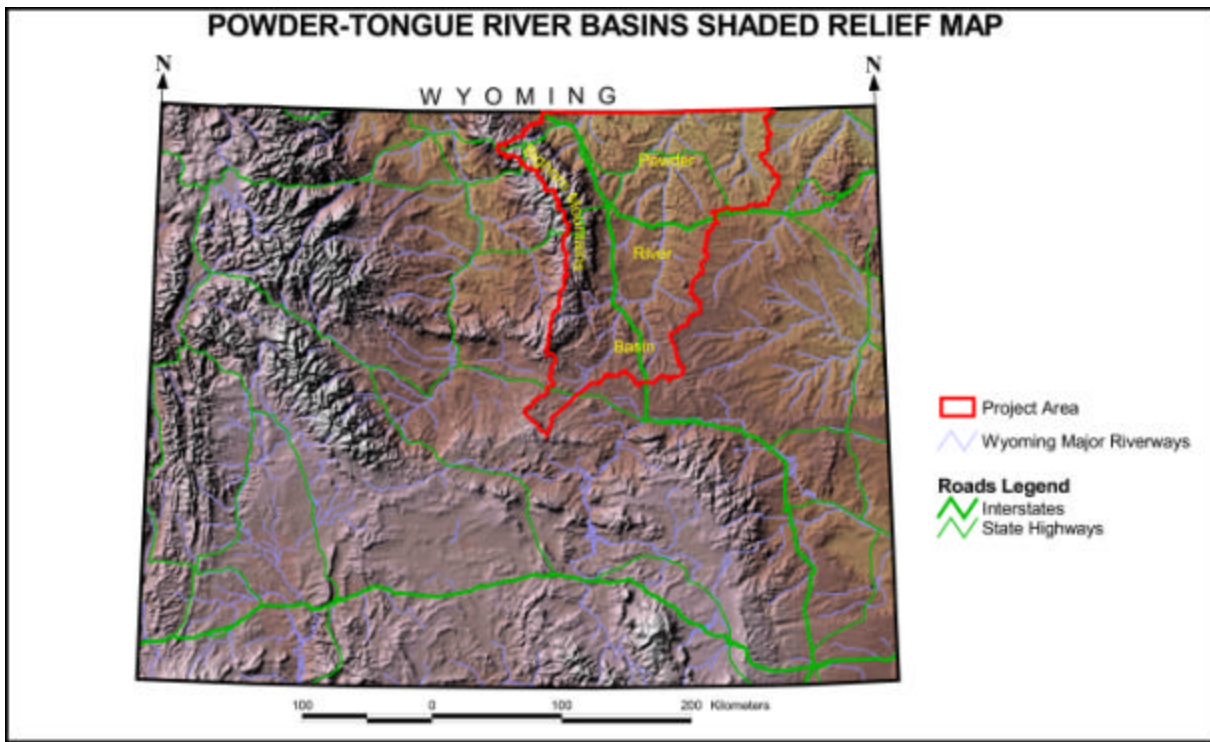 POWDER-TONGUE RIVER BASINS SHADED RELIEF MAP
N
N
WYOMING
Powder
Mountains
River
Basin
Project Area
Wyoming Major Riverways
Roads Legend
Interstates
State Highways
100
0
100
200 Kilometers